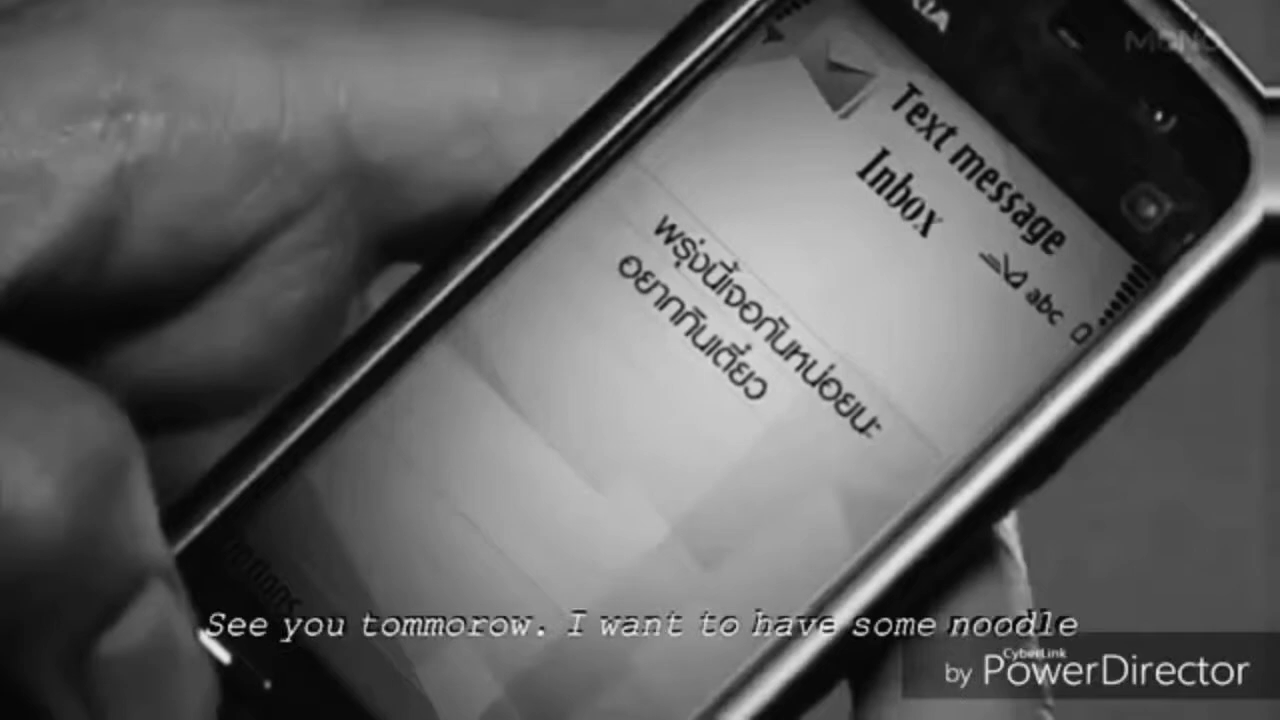 MONO
Text message
Inbox
abc
พรุ่งนี้เจอกันหน่อยนะ
อยากกินเตี๋ยว
See you tommorow. I want to have some noodle
CyberLink
by PowerDirector